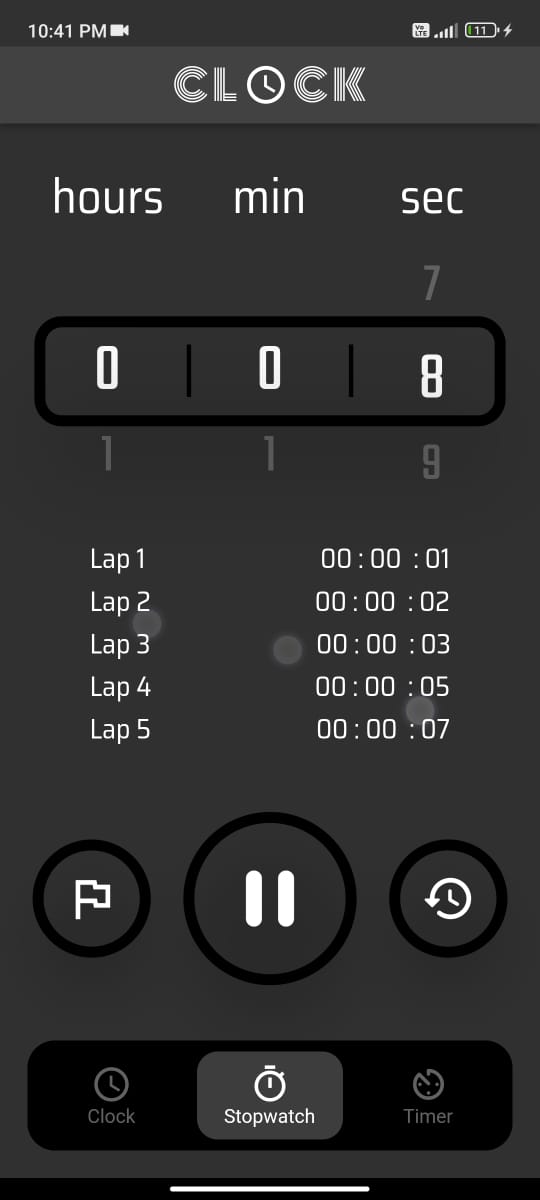 10:41 PM Vo LTE 11
CLOCK
hours min sec
7
0 0 8
1 1 9
Lap 1 00 : 00 : 01
Lap 2 00 : 00 : 02
Lap 3 00 : 00 : 03
Lap 4 00 : 00 : 05
Lap 5 00 : 00 : 07
Clock Stopwatch Timer